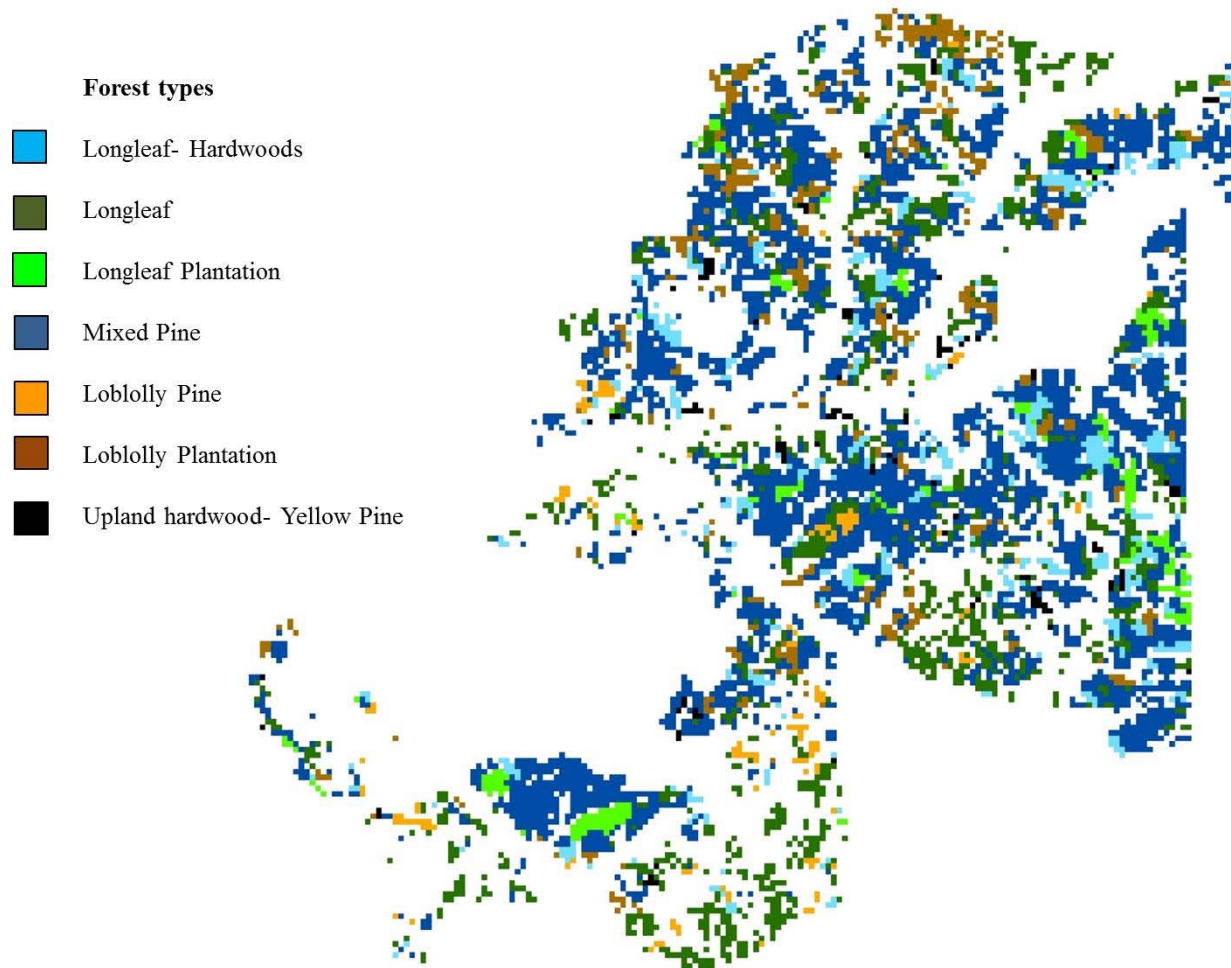 Forest types
Longleaf- Hardwoods
Longleaf
Longleaf Plantation
Mixed Pine
Loblolly Pine
Loblolly Plantation
Upland hardwood- Yellow Pine